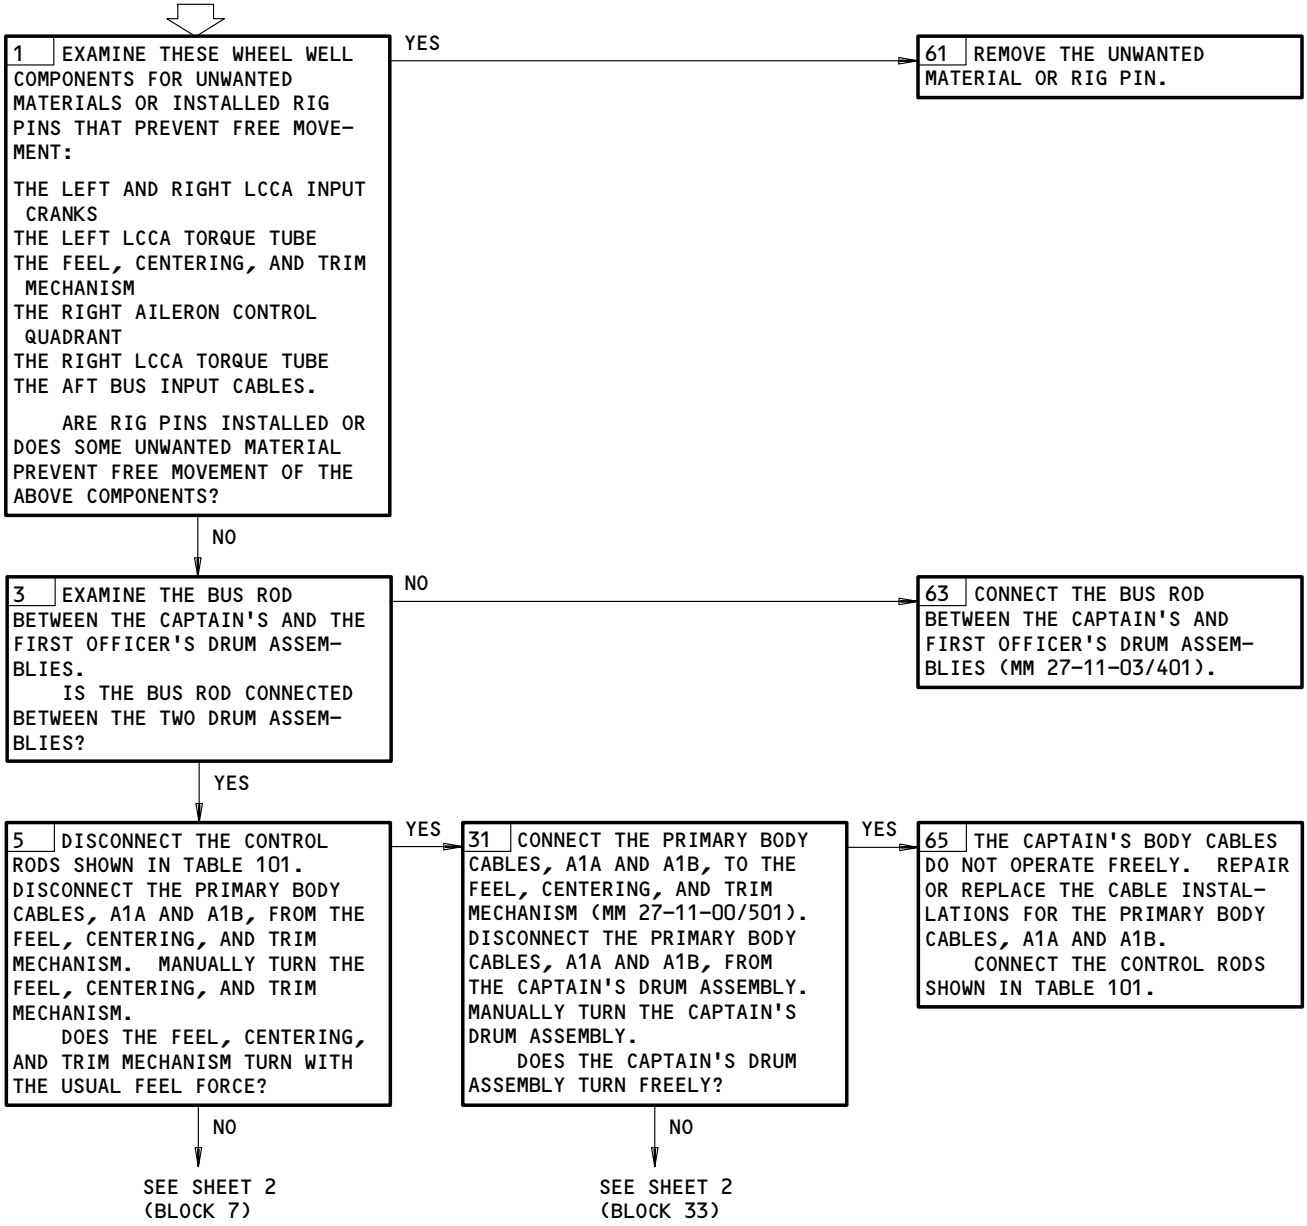 1 EXAMINE THESE WHEEL WELL
COMPONENTS FOR UNWANTED
MATERIALS OR INSTALLED RIG
PINS THAT PREVENT FREE MOVE-
MENT:
THE LEFT AND RIGHT LCCA INPUT
CRANKS
THE LEFT LCCA TORQUE TUBE
THE FEEL, CENTERING, AND TRIM
MECHANISM
THE RIGHT AILERON CONTROL
QUADRANT
THE RIGHT LCCA TORQUE TUBE
THE AFT BUS INPUT CABLES.
ARE RIG PINS INSTALLED OR
DOES SOME UNWANTED MATERIAL
PREVENT FREE MOVEMENT OF THE
ABOVE COMPONENTS?
YES
61 REMOVE THE UNWANTED
MATERIAL OR RIG PIN.
NO
3 EXAMINE THE BUS ROD
BETWEEN THE CAPTAIN'S AND THE
FIRST OFFICER'S DRUM ASSEM-
BLIES.
IS THE BUS ROD CONNECTED
BETWEEN THE TWO DRUM ASSEM-
BLIES?
NO
63 CONNECT THE BUS ROD
BETWEEN THE CAPTAIN'S AND
FIRST OFFICER'S DRUM ASSEM-
BLIES (MM 27-11-03/401).
YES
5 DISCONNECT THE CONTROL
RODS SHOWN IN TABLE 101.
DISCONNECT THE PRIMARY BODY
CABLES, A1A AND A1B, FROM THE
FEEL, CENTERING, AND TRIM
MECHANISM. MANUALLY TURN THE
FEEL, CENTERING, AND TRIM
MECHANISM.
DOES THE FEEL, CENTERING,
AND TRIM MECHANISM TURN WITH
THE USUAL FEEL FORCE?
YES
31 CONNECT THE PRIMARY BODY
CABLES, A1A AND A1B, TO THE
FEEL, CENTERING, AND TRIM
MECHANISM (MM 27-11-00/501).
DISCONNECT THE PRIMARY BODY
CABLES, A1A AND A1B, FROM
THE CAPTAIN'S DRUM ASSEMBLY.
MANUALLY TURN THE CAPTAIN'S
DRUM ASSEMBLY.
DOES THE CAPTAIN'S DRUM
ASSEMBLY TURN FREELY?
YES
65 THE CAPTAIN'S BODY CABLES
DO NOT OPERATE FREELY. REPAIR
OR REPLACE THE CABLE INSTAL-
LATIONS FOR THE PRIMARY BODY
CABLES, A1A AND A1B.
CONNECT THE CONTROL RODS
SHOWN IN TABLE 101.
NO
SEE SHEET 2
(BLOCK 7)
NO
SEE SHEET 2
(BLOCK 33)